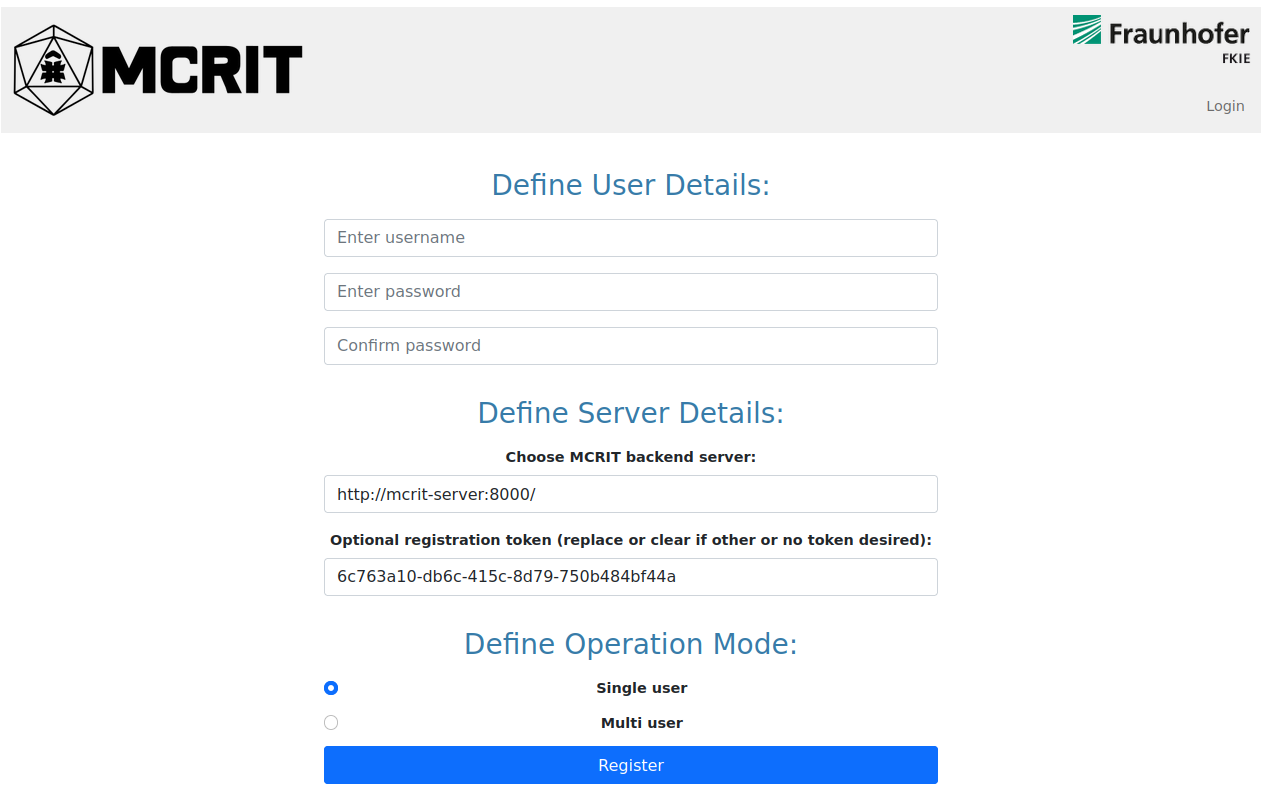 MCRIT
Fraunhofer
FKIE
Login
Define User Details:
Enter username
Enter password
Confirm password
Define Server Details:
Choose MCRIT backend server:
http://mcrit-server:8000/
Optional registration token (replace or clear if other or no token desired):
6c763a10-db6c-415c-8d79-750b484bf44a
Define Operation Mode:
Single user
Multi user
Register